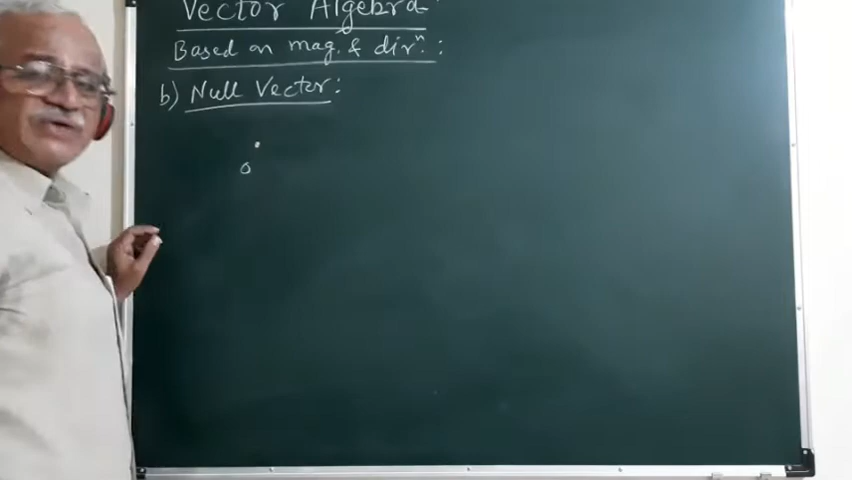 Vector Algebra:
Based on mag. & dirⁿ. :
b) Null Vector:
o